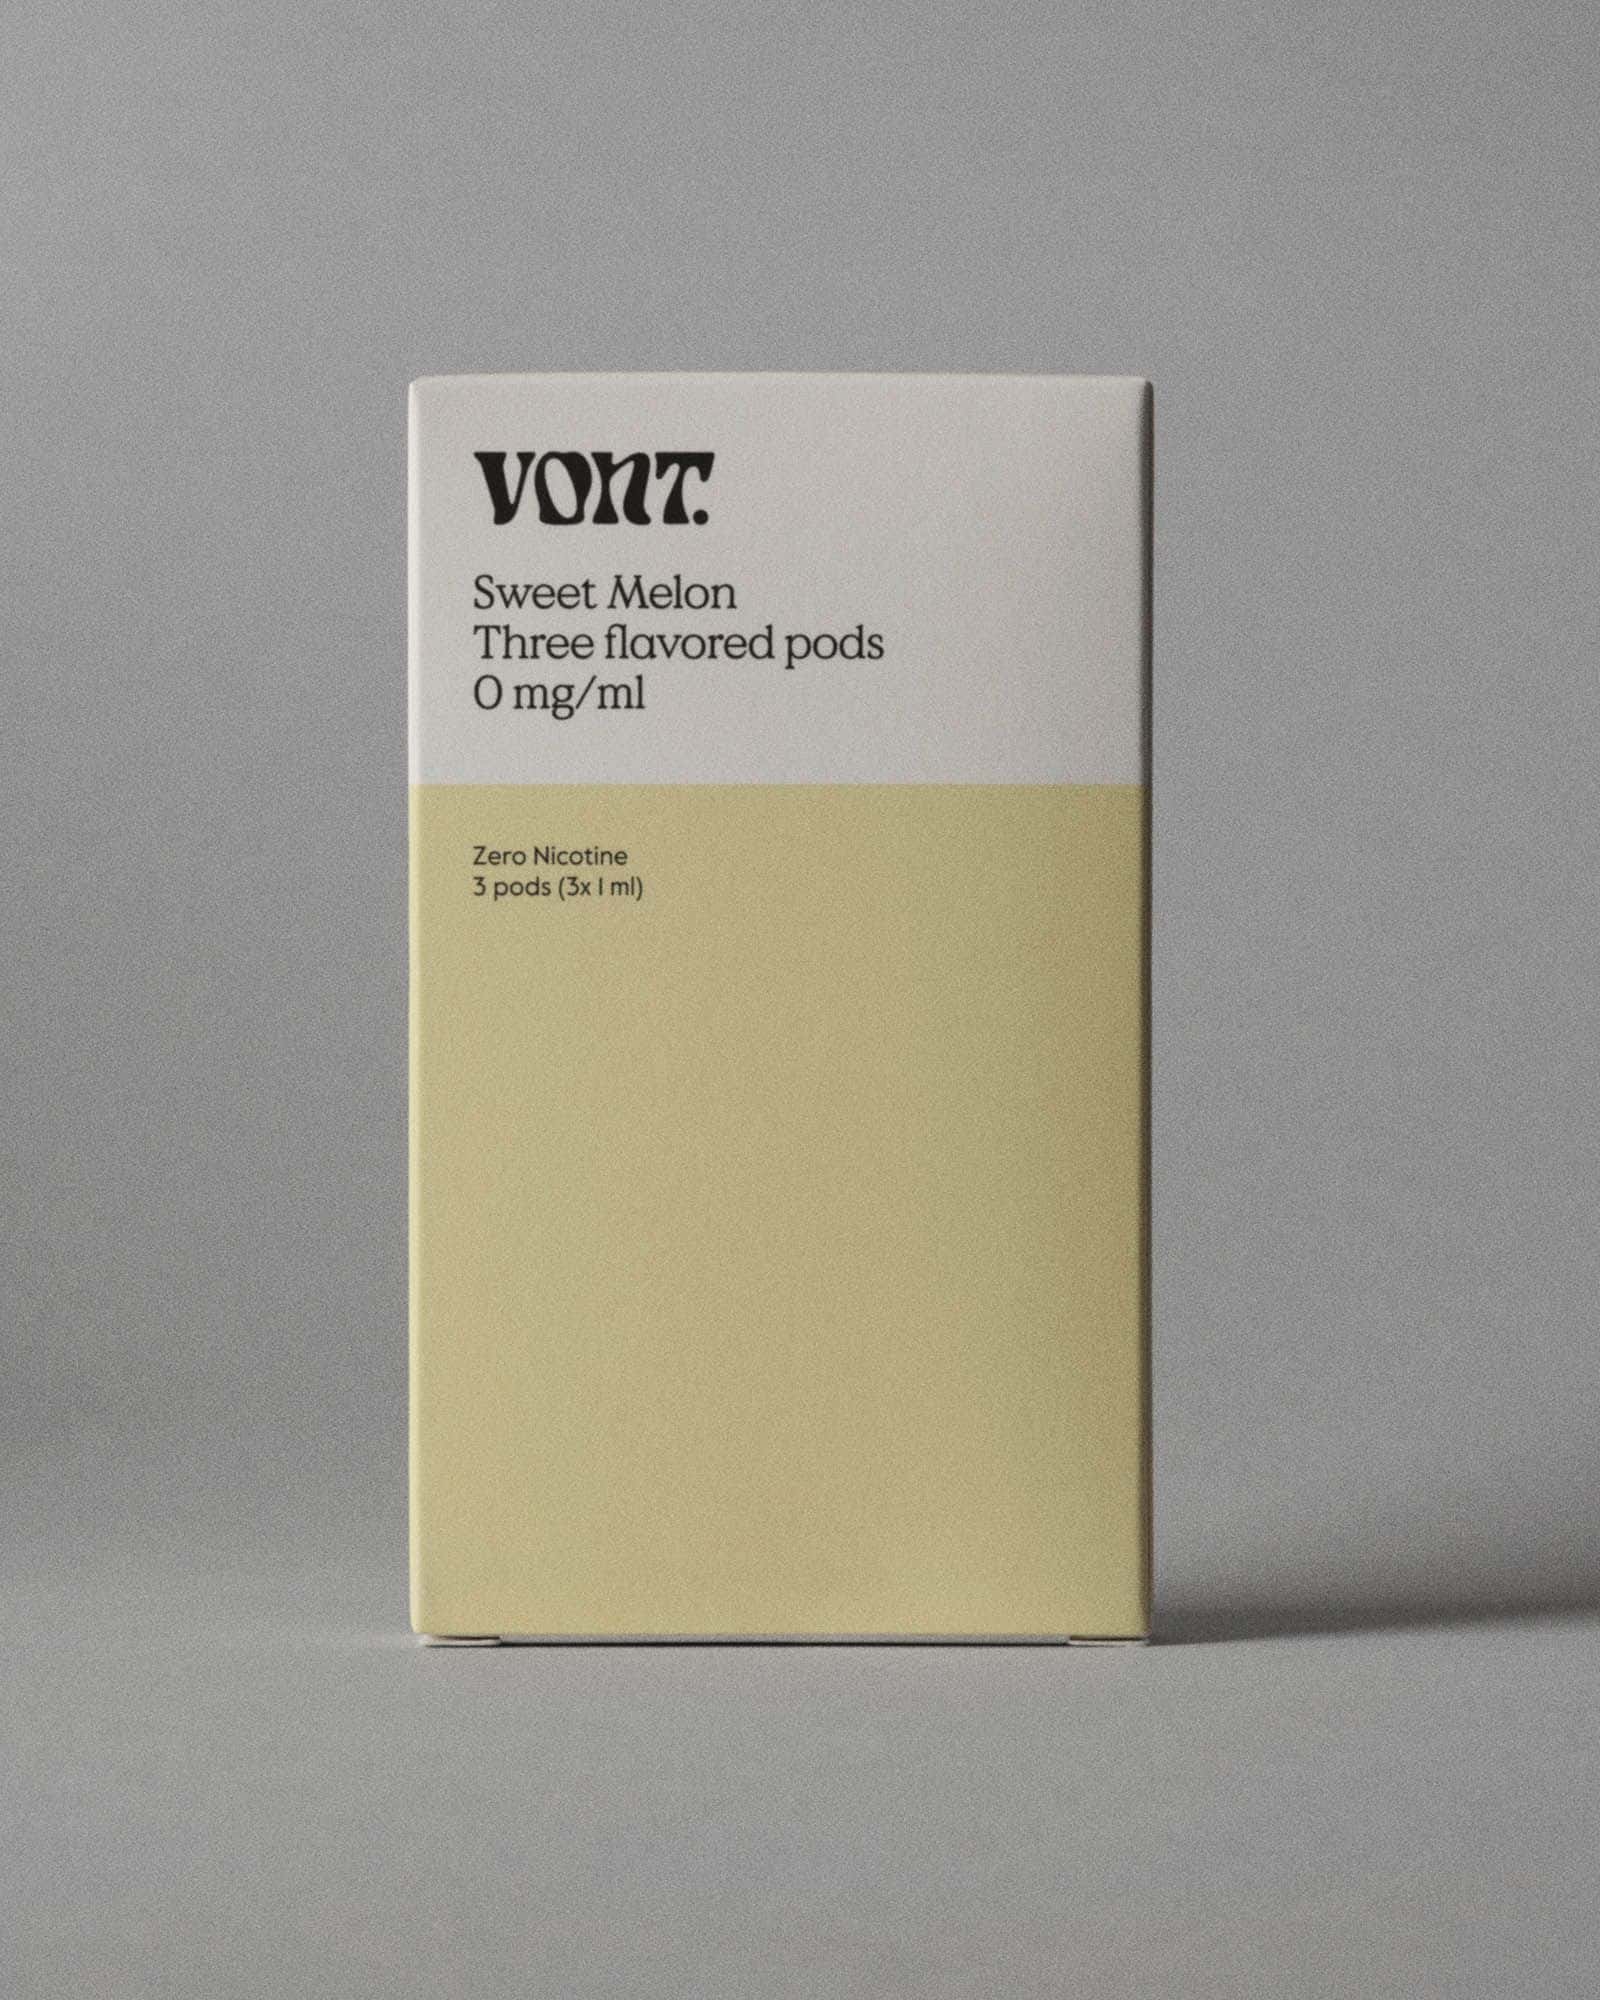 VONT.
Sweet Melon
Three flavored pods
0 mg/ml
Zero Nicotine
3 pods (3x 1 ml)